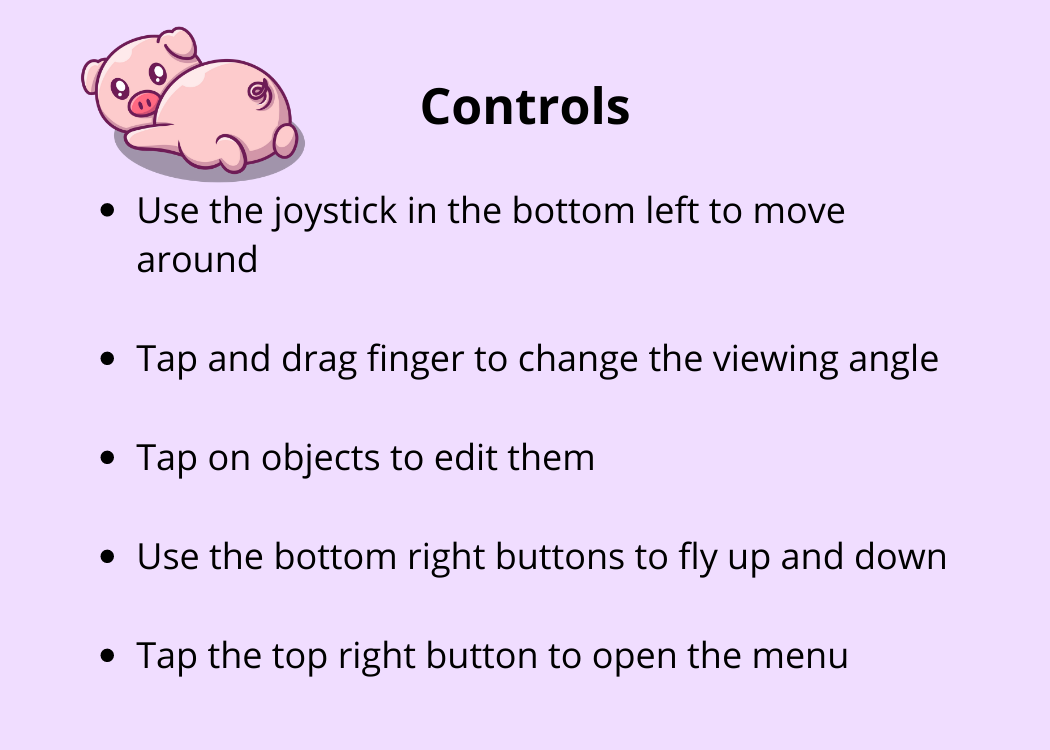 Controls
• Use the joystick in the bottom left to move
around
• Tap and drag finger to change the viewing angle
• Tap on objects to edit them
• Use the bottom right buttons to fly up and down
• Tap the top right button to open the menu